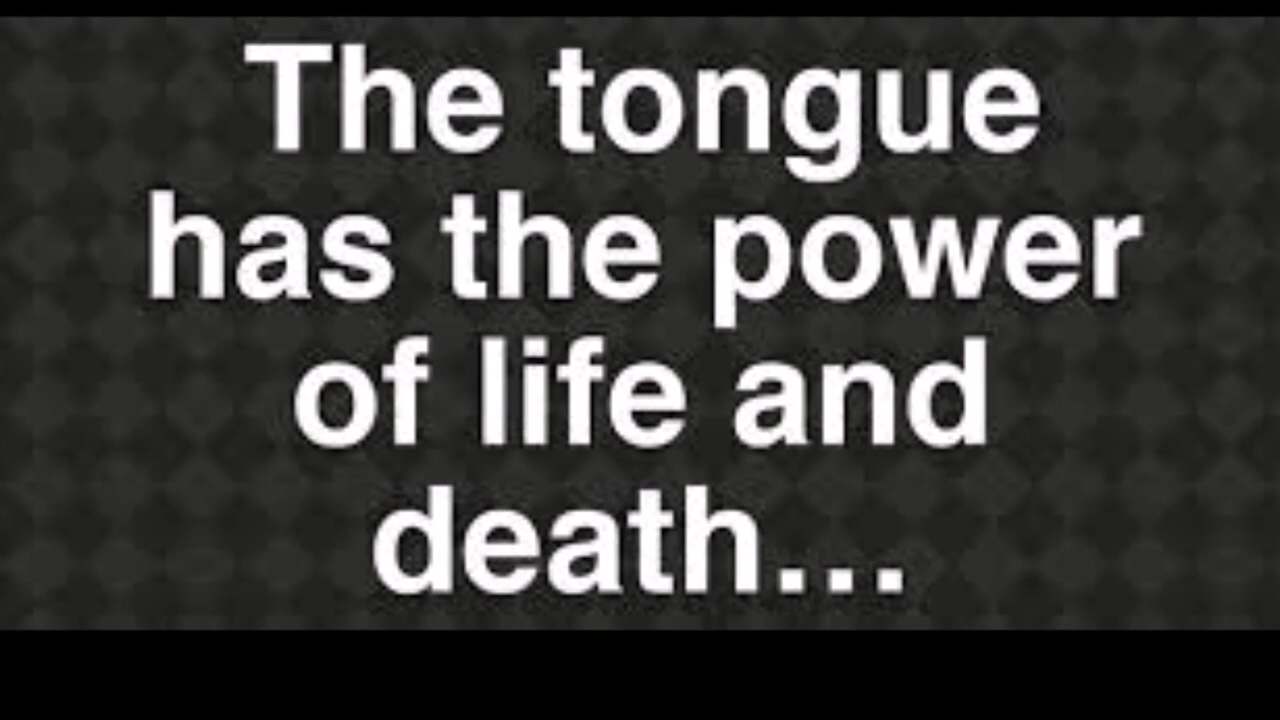 The tongue
has the power
of life and
death...